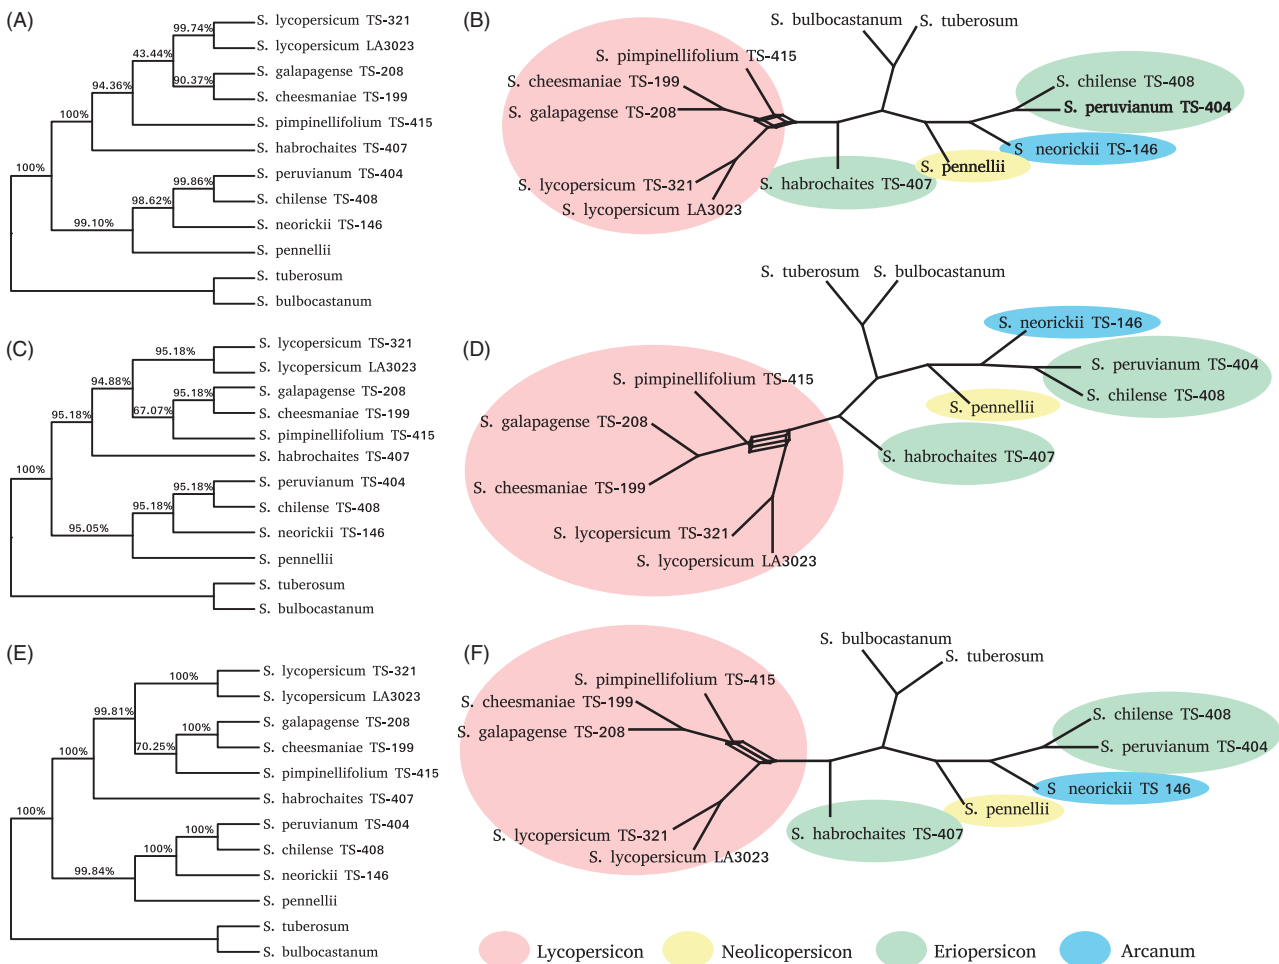 (A)
S. lycopersicum TS-321
99.74%
S. lycopersicum LA3023
43.44%
S. galapagense TS-208
90.37%
94.36%
S. cheesmaniae TS-199
100%
S. pimpinellifolium TS-415
S. habrochaites TS-407
100%
S. peruvianum TS-404
99.86%
S. chilense TS-408
98.62%
S. neorickii TS-146
99.10%
S. pennellii
S. tuberosum
S. bulbocastanum
(B)
S. bulbocastanum
S. tuberosum
S. pimpinellifolium TS-415
S. cheesmaniae TS-199
S. galapagense TS-208
S. chilense TS-408
S. peruvianum TS-404
S neorickii TS-146
S. pennellii
S. habrochaites TS-407
S. lycopersicum TS-321
S. lycopersicum LA3023
(C)
S. lycopersicum TS-321
95.18%
S. lycopersicum LA3023
94.88%
S. galapagense TS-208
95.18%
67.07%
S. cheesmaniae TS-199
95.18%
S. pimpinellifolium TS-415
S. habrochaites TS-407
100%
S. peruvianum TS-404
95.18%
S. chilense TS-408
95.18%
S. neorickii TS-146
95.05%
S. pennellii
S. tuberosum
S. bulbocastanum
(D)
S. tuberosum
S. bulbocastanum
S. neorickii TS-146
S. peruvianum TS-404
S. chilense TS-408
S. pimpinellifolium TS-415
S. pennellii
S. galapagense TS-208
S. habrochaites TS-407
S. cheesmaniae TS-199
S. lycopersicum TS-321
S. lycopersicum LA3023
(E)
S. lycopersicum TS-321
100%
S. lycopersicum LA3023
99.81%
S. galapagense TS-208
100%
70.25%
S. cheesmaniae TS-199
100%
S. pimpinellifolium TS-415
S. habrochaites TS-407
100%
S. peruvianum TS-404
100%
S. chilense TS-408
100%
S. neorickii TS-146
99.84%
S. pennellii
S. tuberosum
S. bulbocastanum
(F)
S. bulbocastanum
S. tuberosum
S. pimpinellifolium TS-415
S. cheesmaniae TS-199
S. galapagense TS-208
S. chilense TS-408
S. peruvianum TS-404
S neorickii TS 146
S. pennellii
S. habrochaites TS-407
S. lycopersicum TS-321
S. lycopersicum LA3023
Lycopersicon
Neolicopersicon
Eriopersicon
Arcanum